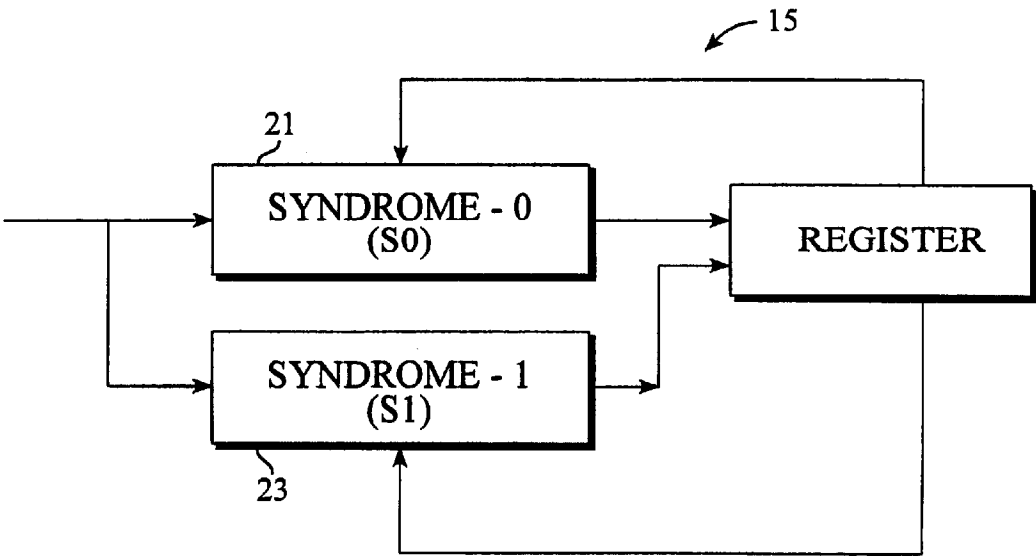 15
21
SYNDROME - 0
(S0)
REGISTER
SYNDROME - 1
(S1)
23